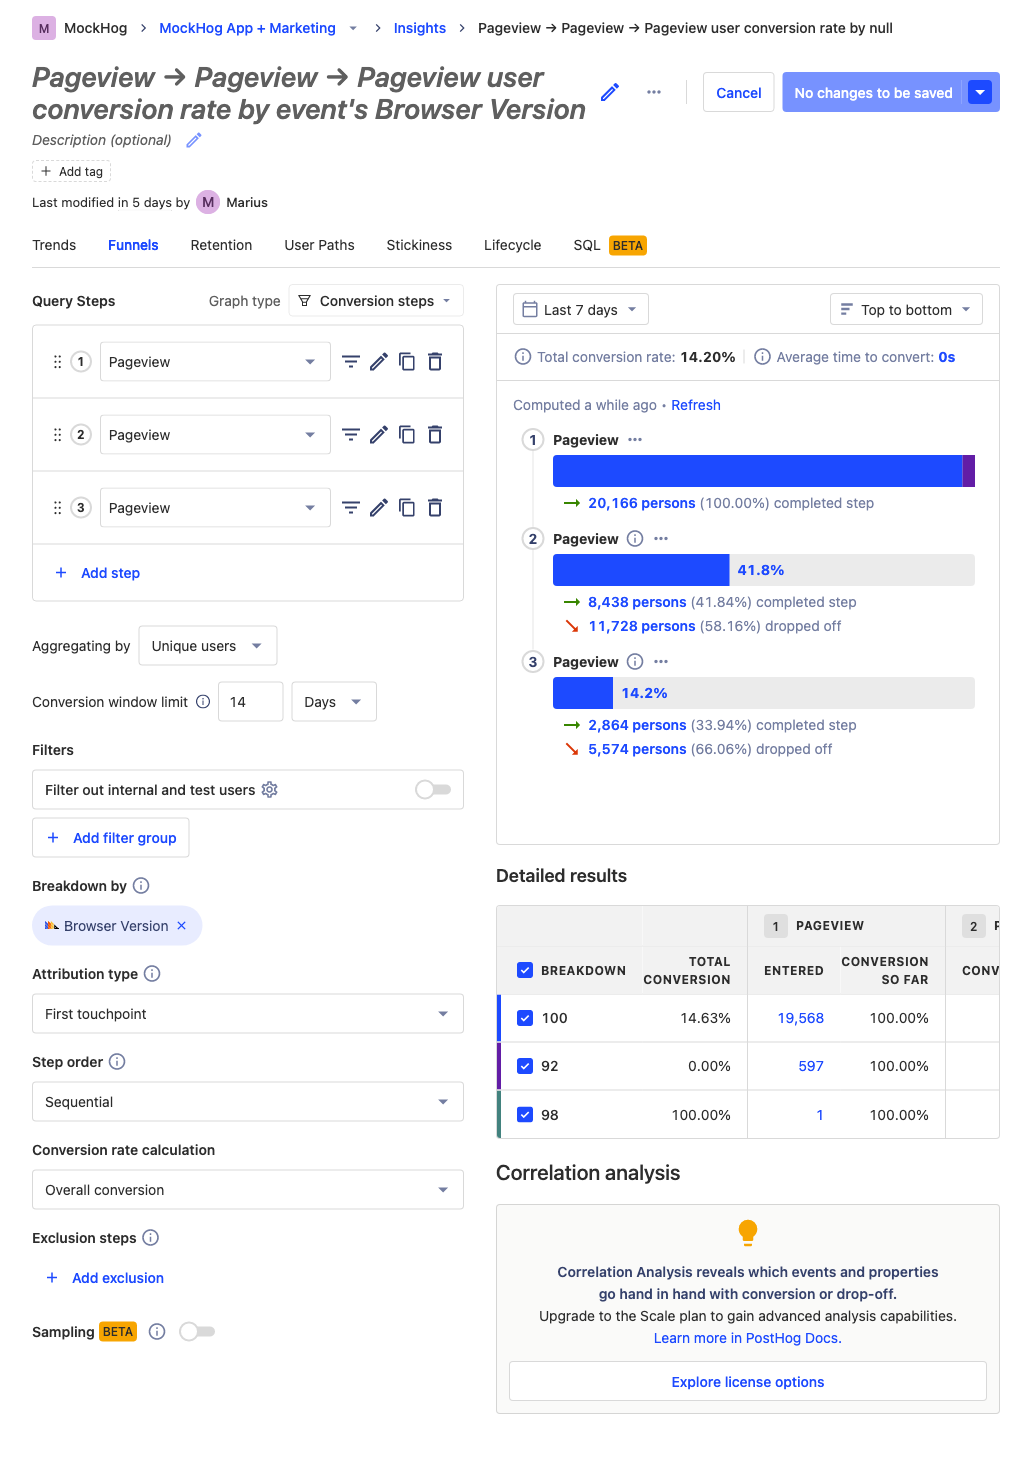 M MockHog > MockHog App + Marketing > Insights > Pageview → Pageview → Pageview user conversion rate by null
Pageview → Pageview → Pageview user
conversion rate by event's Browser Version
Cancel
No changes to be saved
Description (optional)
+ Add tag
Last modified in 5 days by M Marius
Trends Funnels Retention User Paths Stickiness Lifecycle SQL BETA
Query Steps
Graph type Conversion steps
1 Pageview
2 Pageview
3 Pageview
+ Add step
Aggregating by Unique users
Conversion window limit 14 Days
Filters
Filter out internal and test users
+ Add filter group
Breakdown by
Browser Version ×
Attribution type
First touchpoint
Step order
Sequential
Conversion rate calculation
Overall conversion
Exclusion steps
+ Add exclusion
Sampling BETA
Last 7 days
Top to bottom
Total conversion rate: 14.20% Average time to convert: 0s
Computed a while ago • Refresh
1 Pageview
→ 20,166 persons (100.00%) completed step
2 Pageview
41.8%
→ 8,438 persons (41.84%) completed step
↘ 11,728 persons (58.16%) dropped off
3 Pageview
14.2%
→ 2,864 persons (33.94%) completed step
↘ 5,574 persons (66.06%) dropped off
Detailed results
1 PAGEVIEW 2 P
BREAKDOWN TOTAL CONVERSION ENTERED CONVERSION SO FAR CONV
100 14.63% 19,568 100.00%
92 0.00% 597 100.00%
98 100.00% 1 100.00%
Correlation analysis
Correlation Analysis reveals which events and properties
go hand in hand with conversion or drop-off.
Upgrade to the Scale plan to gain advanced analysis capabilities.
Learn more in PostHog Docs.
Explore license options